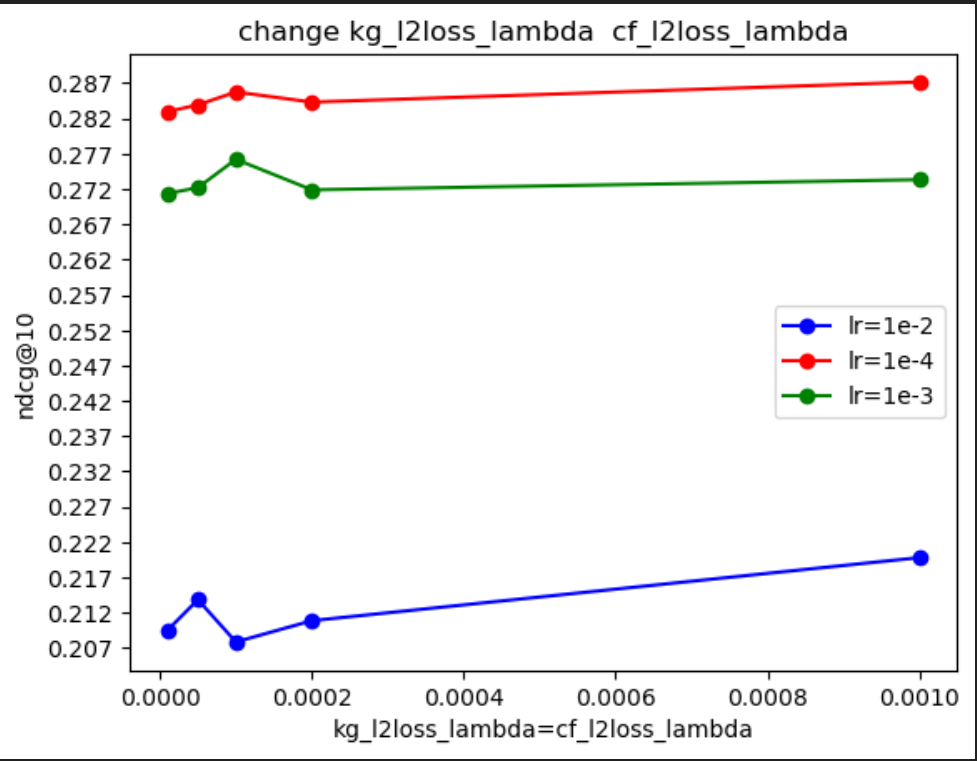 change kg_l2loss_lambda  cf_l2loss_lambda
0.287
0.282
0.277
0.272
0.267
0.262
0.257
0.252
0.247
0.242
0.237
0.232
0.227
0.222
0.217
0.212
0.207
ndcg@10
lr=1e-2
lr=1e-4
lr=1e-3
0.0000 0.0002 0.0004 0.0006 0.0008 0.0010
kg_l2loss_lambda=cf_l2loss_lambda